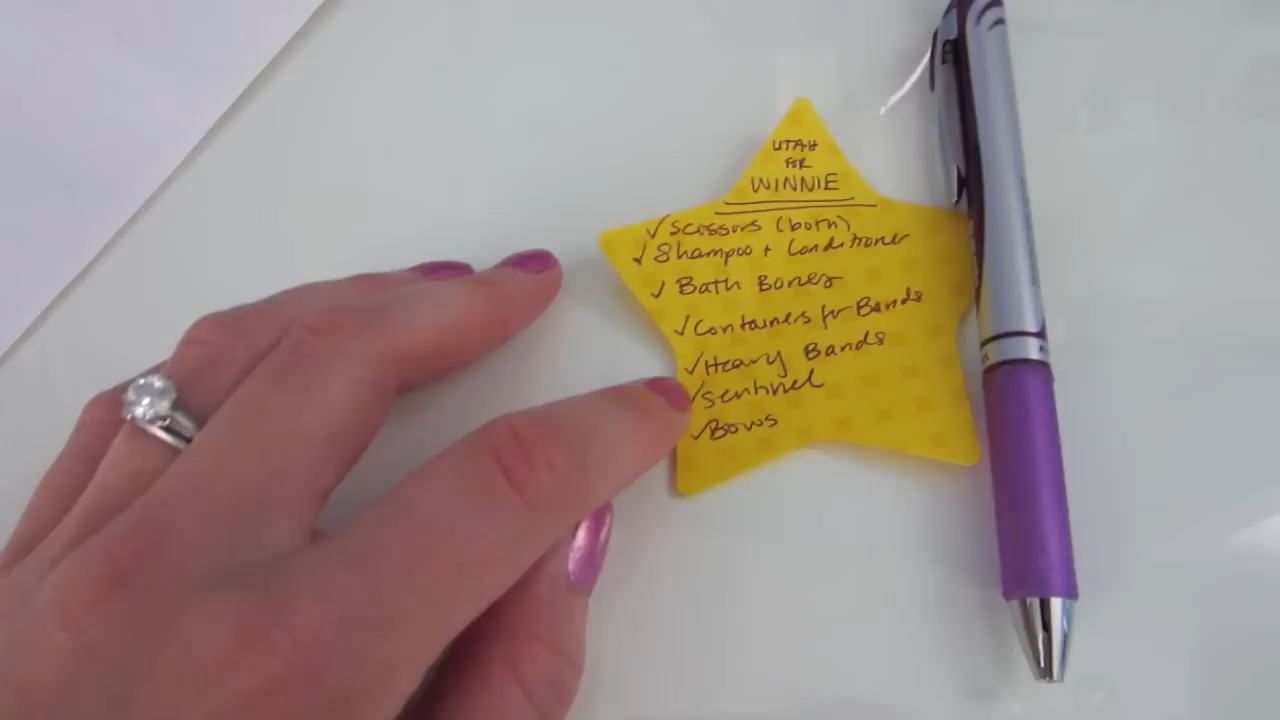 UTAH
FOR
WINNIE
✓ Scissors (both)
✓ Shampoo + Conditioner
✓ Bath Bones
✓ Containers for Bands
✓ Heavy Bands
✓ Sentinel
✓ Bows